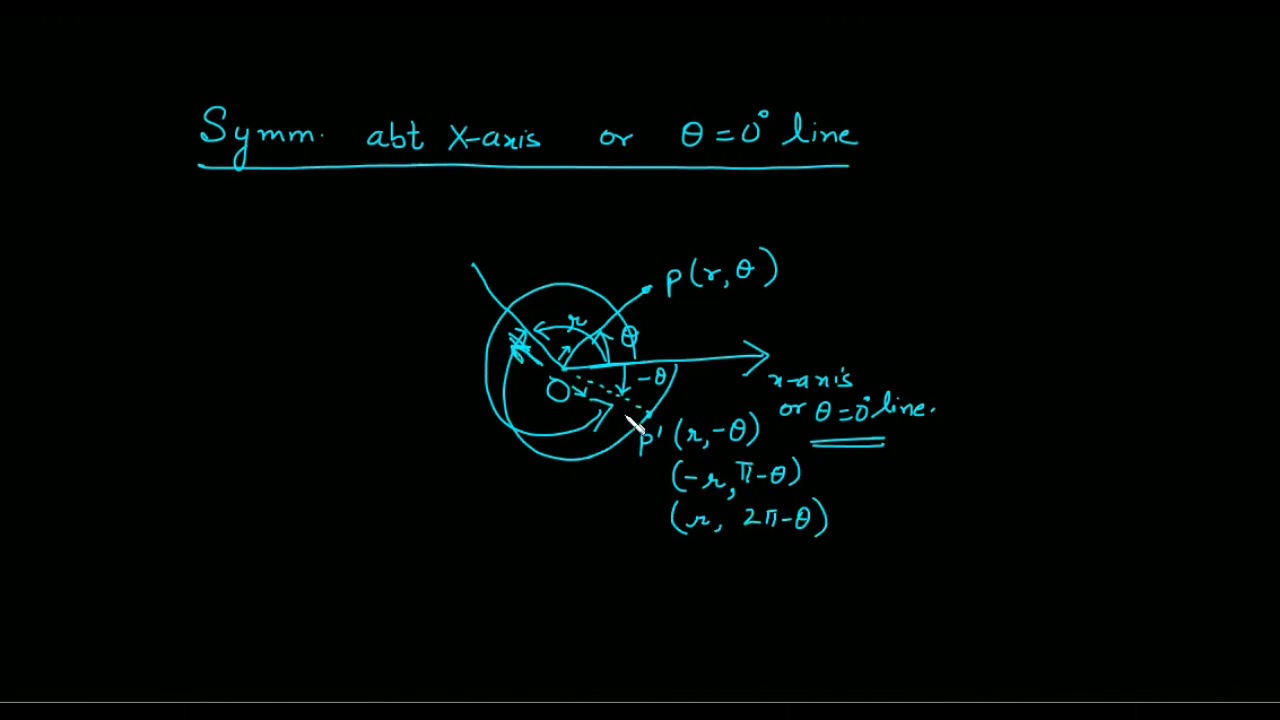 Symm. abt X-axis or θ = 0° line
P(r, θ)
r
θ
-θ
O
x-axis
or θ = 0° line.
P' (r, -θ)
(-r, π-θ)
(r, 2π-θ)